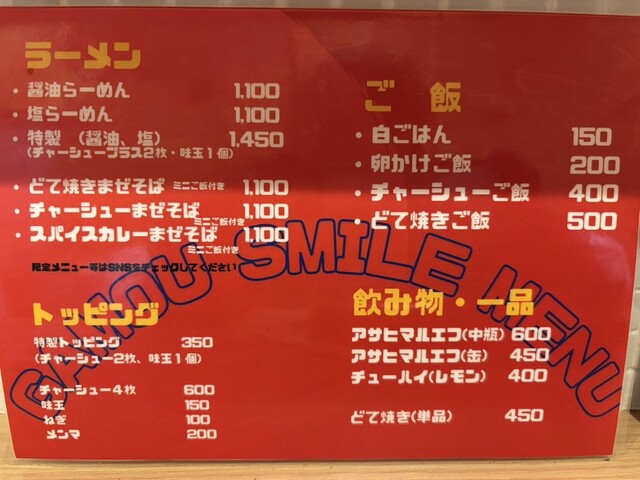 ラーメン
・醤油らーめん 1,100
・塩らーめん 1,100
・特製 (醤油、塩) 1,450
(チャーシュープラス2枚・味玉1個)
・どて焼きまぜそば ミニご飯付き 1,100
・チャーシューまぜそば ミニご飯付き 1,100
・スパイスカレーまぜそば ミニご飯付き 1,100
限定メニュー等はSNSをチェックしてください
ご 飯
・白ごはん 150
・卵かけご飯 200
・チャーシューご飯 400
・どて焼きご飯 500
GAMOU SMILE MENU
トッピング
特製トッピング 350
(チャーシュー2枚、味玉1個)
チャーシュー4枚 600
味玉 150
ねぎ 100
メンマ 200
飲み物・一品
アサヒマルエフ(中瓶) 600
アサヒマルエフ(缶) 450
チューハイ(レモン) 400
どて焼き(単品) 450